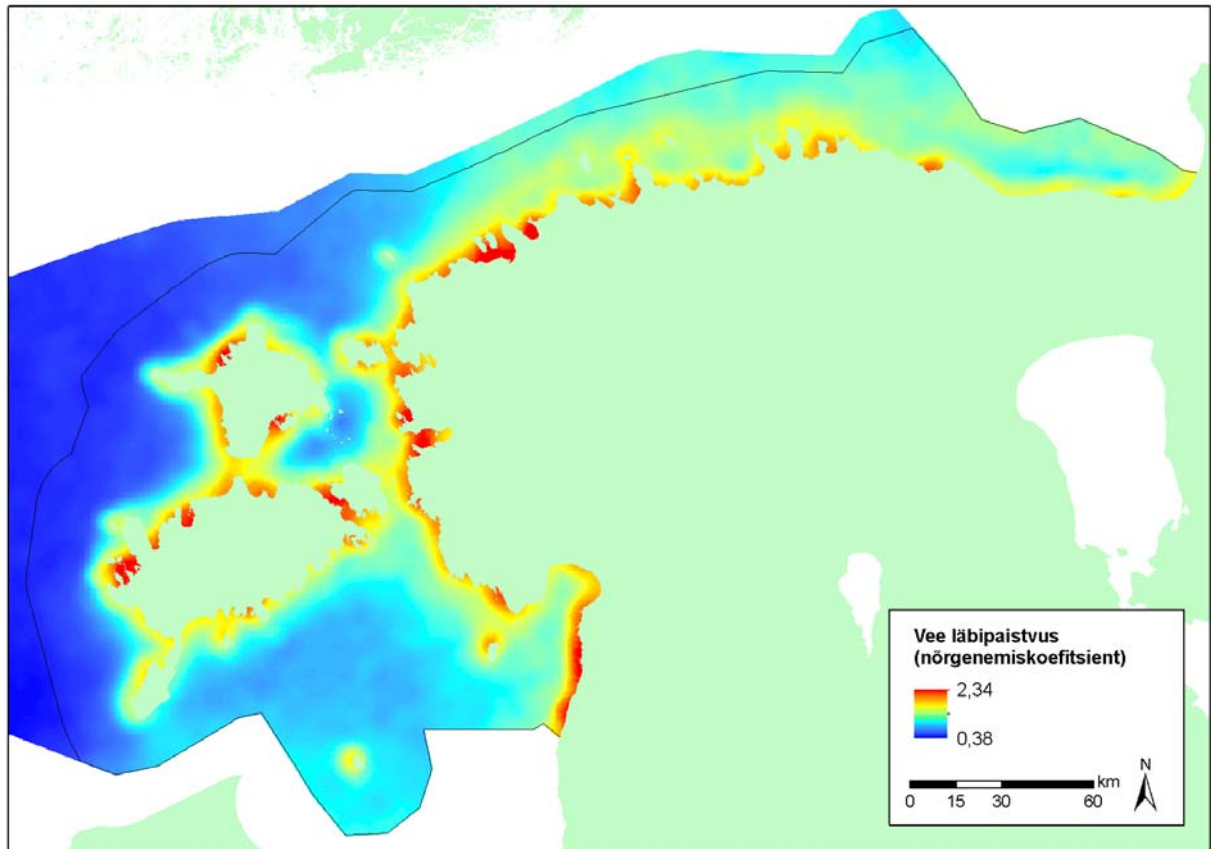 Vee läbipaistvus
(nõrgenemiskoefitsient)
2,34
0,38
km
0 15 30 60
N